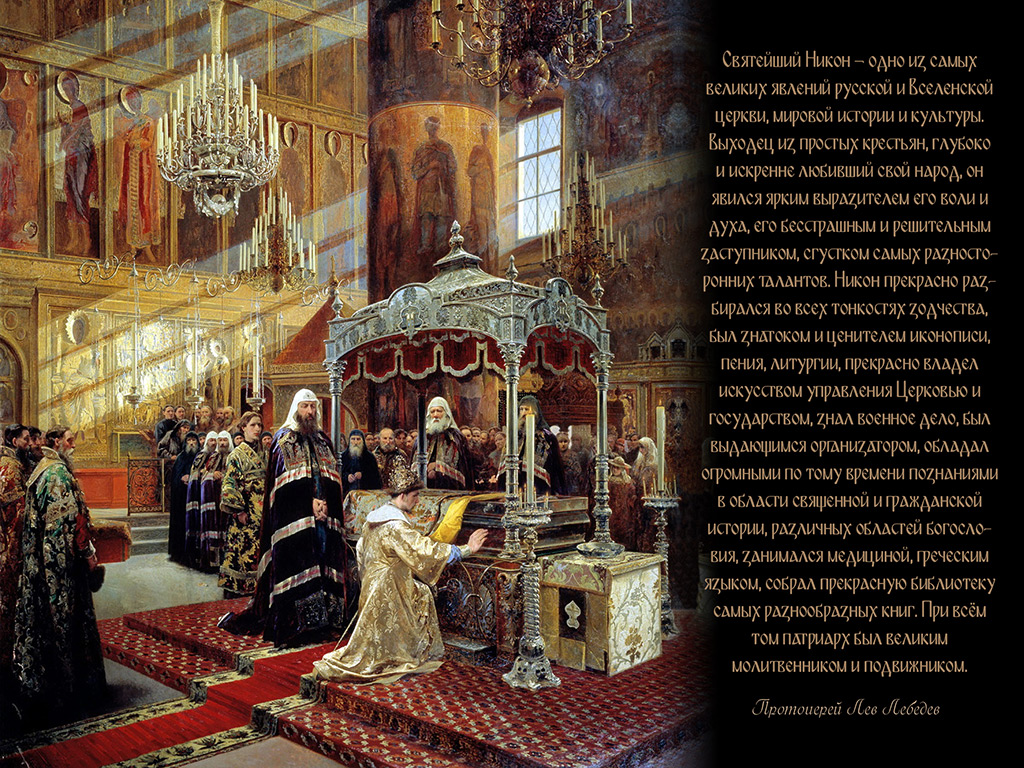 Святейший Никон – одно из самых
великих явлений русской и Вселенской
церкви, мировой истории и культуры.
Выходец из простых крестьян, глубоко
и искренне любивший свой народ, он
явился ярким выразителем его воли и
духа, его бесстрашным и решительным
заступником, сгустком самых разносто-
ронних талантов. Никон прекрасно раз-
бирался во всех тонкостях зодчества,
был знатоком и ценителем иконописи,
пения, литургии, прекрасно владел
искусством управления Церковью и
государством, знал военное дело, был
выдающимся организатором, обладал
огромными по тому времени познаниями
в области священной и гражданской
истории, различных областей богосло-
вия, занимался медициной, греческим
языком, собрал прекрасную библиотеку
самых разнообразных книг. При всём
том патриарх был великим
молитвенником и подвижником.
Протоиерей Лев Лебедев